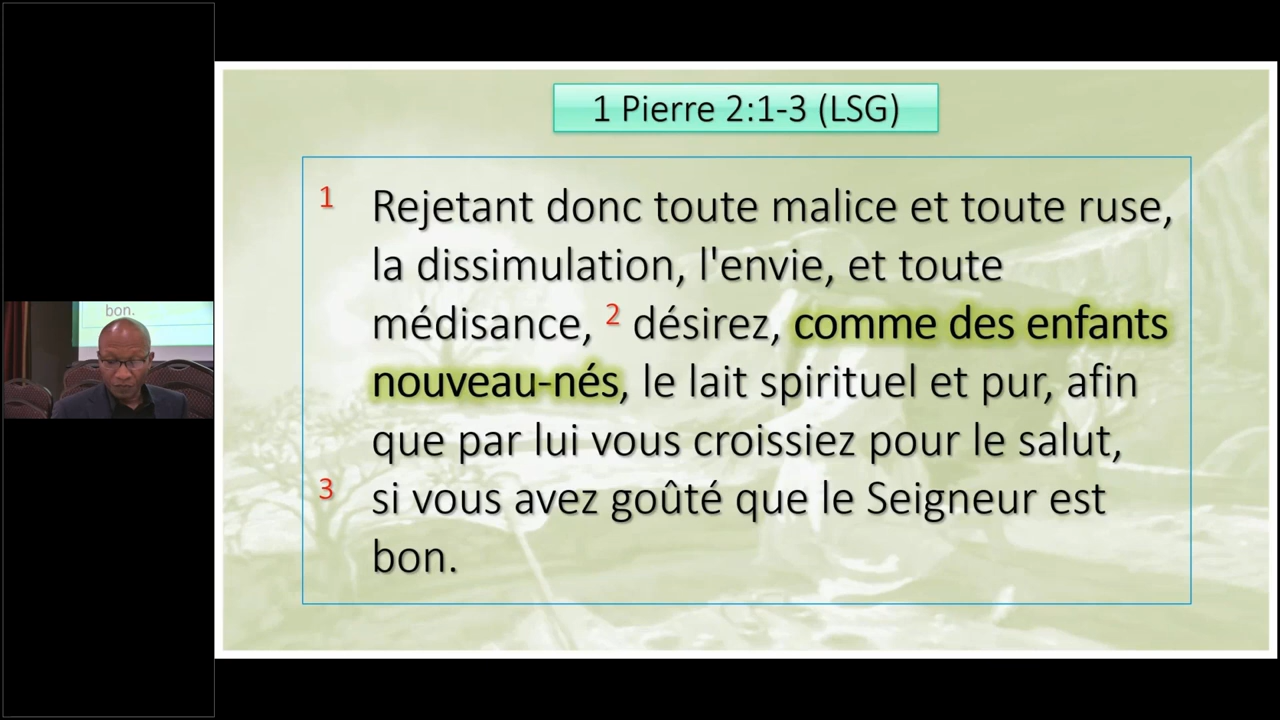 1 Pierre 2:1-3 (LSG)
1 Rejetant donc toute malice et toute ruse,
la dissimulation, l'envie, et toute
médisance, 2 désirez, comme des enfants
nouveau-nés, le lait spirituel et pur, afin
que par lui vous croissiez pour le salut,
3 si vous avez goûté que le Seigneur est
bon.
bon.